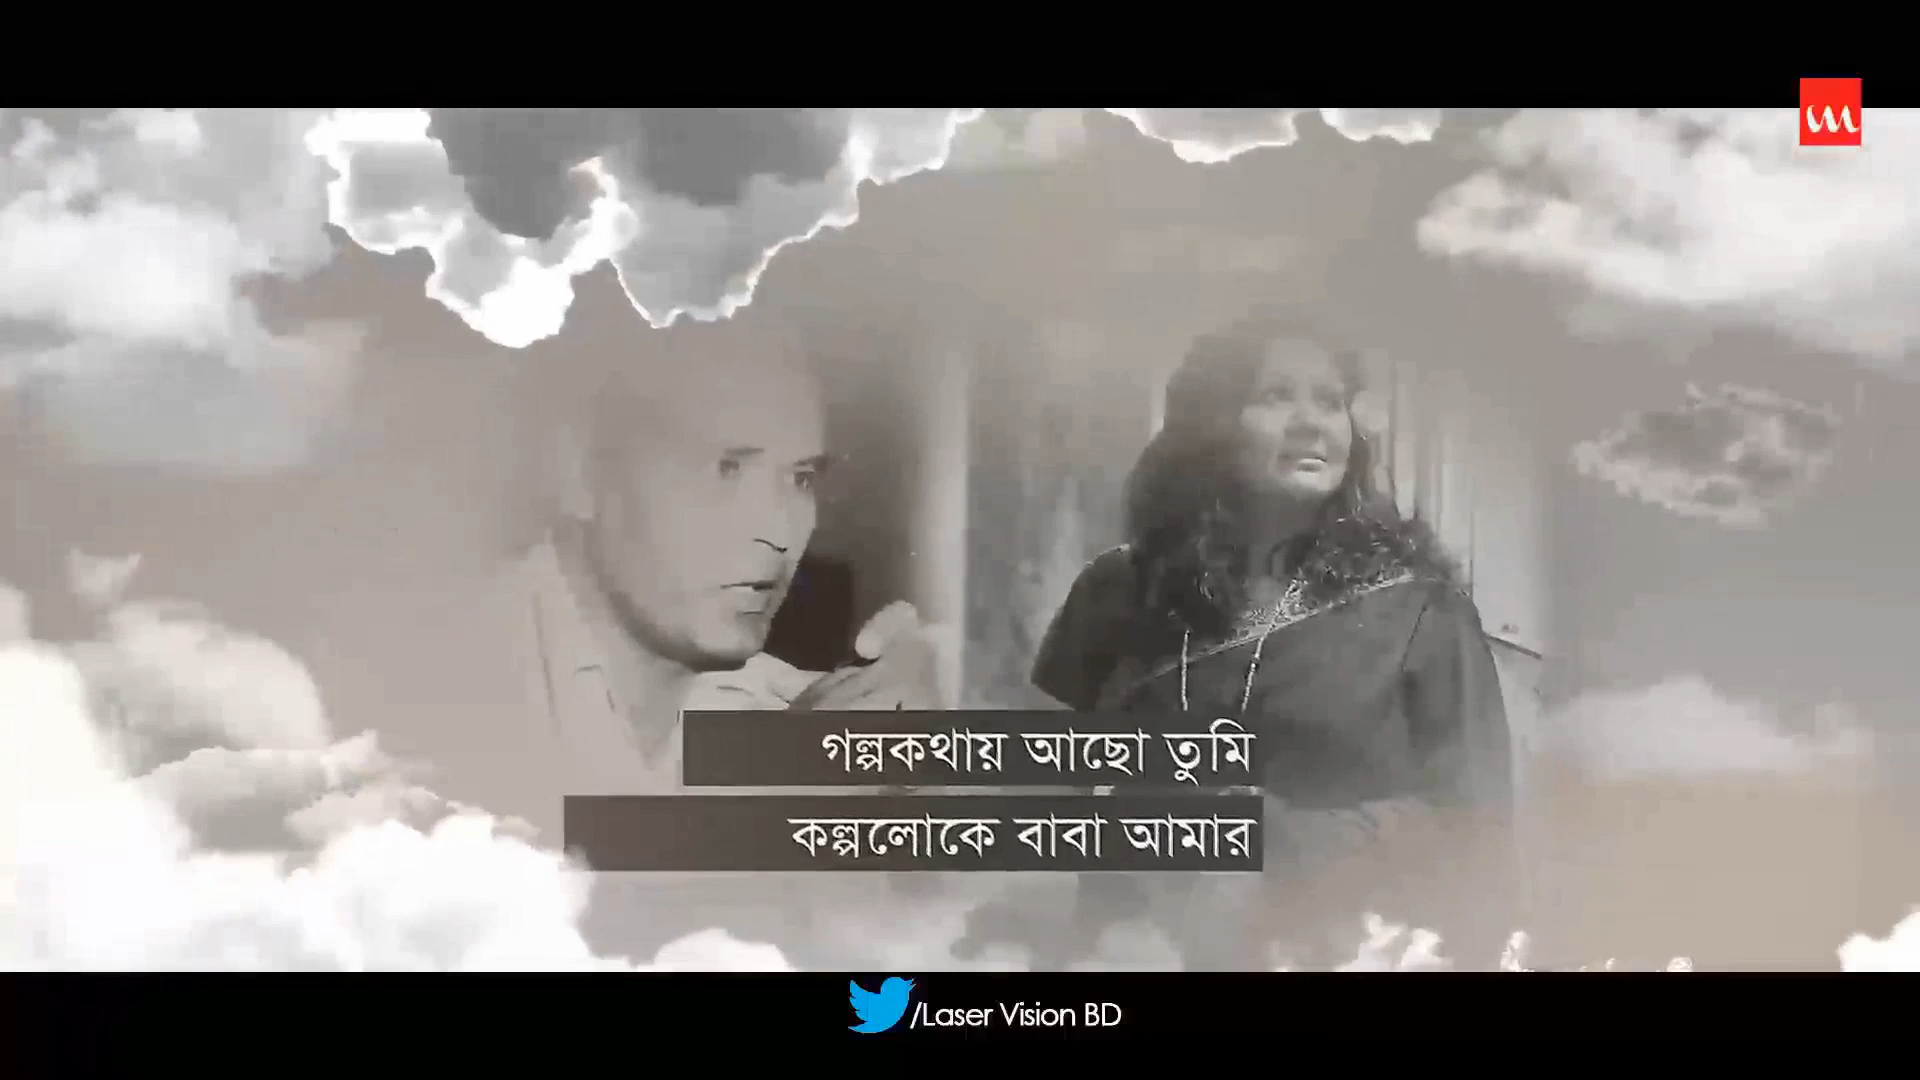 গল্পকথায় আছো তুমি
কল্পলোকে বাবা আমার
/Laser Vision BD